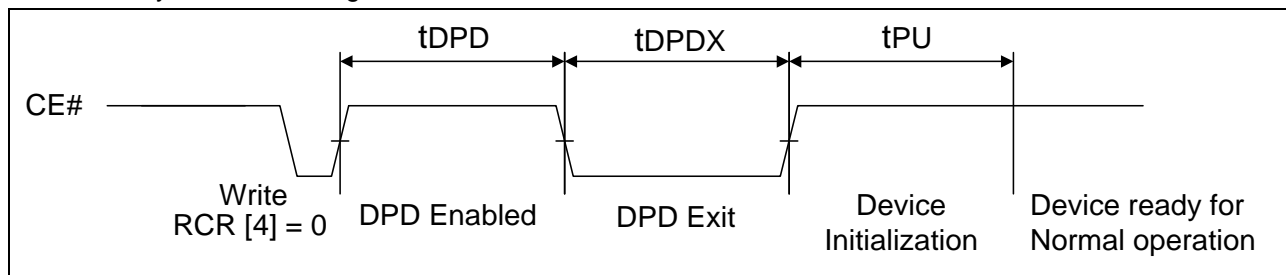 tDPD
tDPDX
tPU
CE#
Write
RCR [4] = 0
DPD Enabled
DPD Exit
Device
Initialization
Device ready for
Normal operation